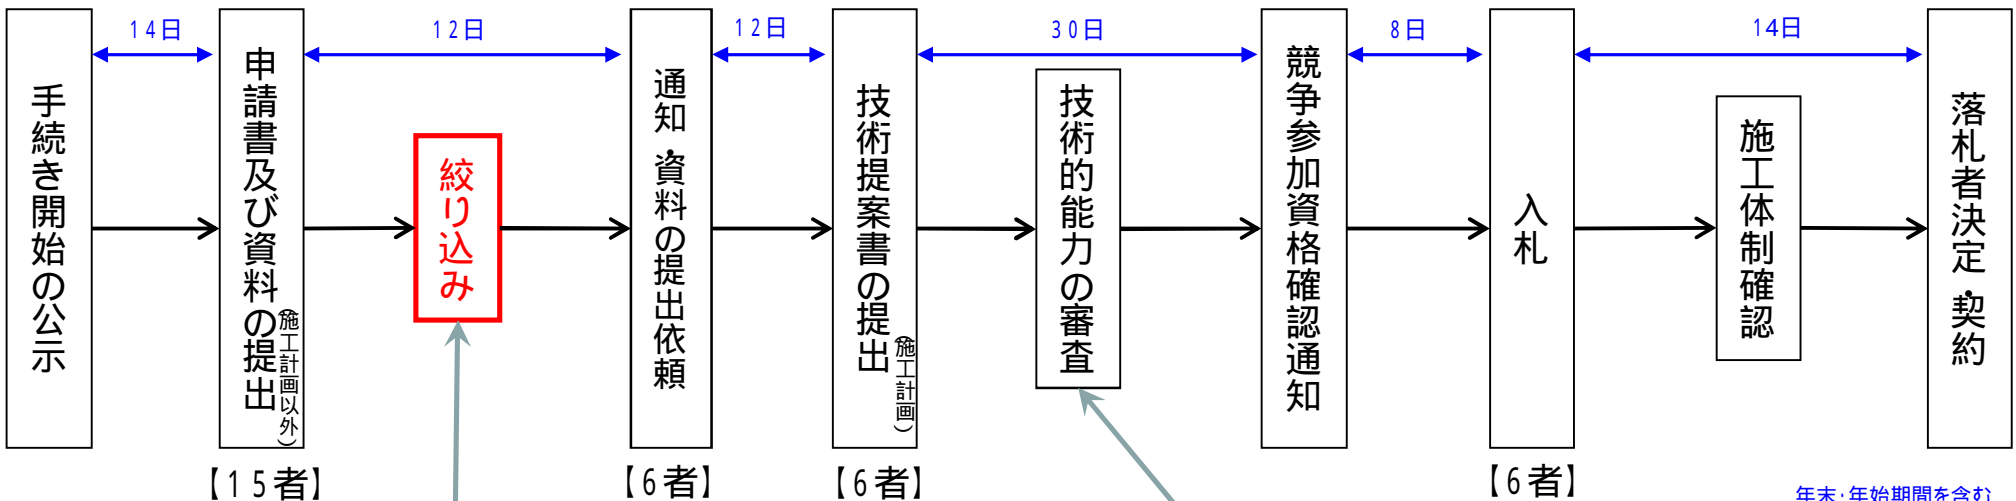 14日
12日
12日
30日
8日
14日
手続き開始の公示
申請書及び資料の提出
(施工計画以外)
絞り込み
通知・資料の提出依頼
技術提案書の提出
(施工計画)
技術的能力の審査
競争参加資格確認通知
入札
施工体制確認
落札者決定・契約
【15者】
【6者】
【6者】
【6者】
年末・年始期間を含む